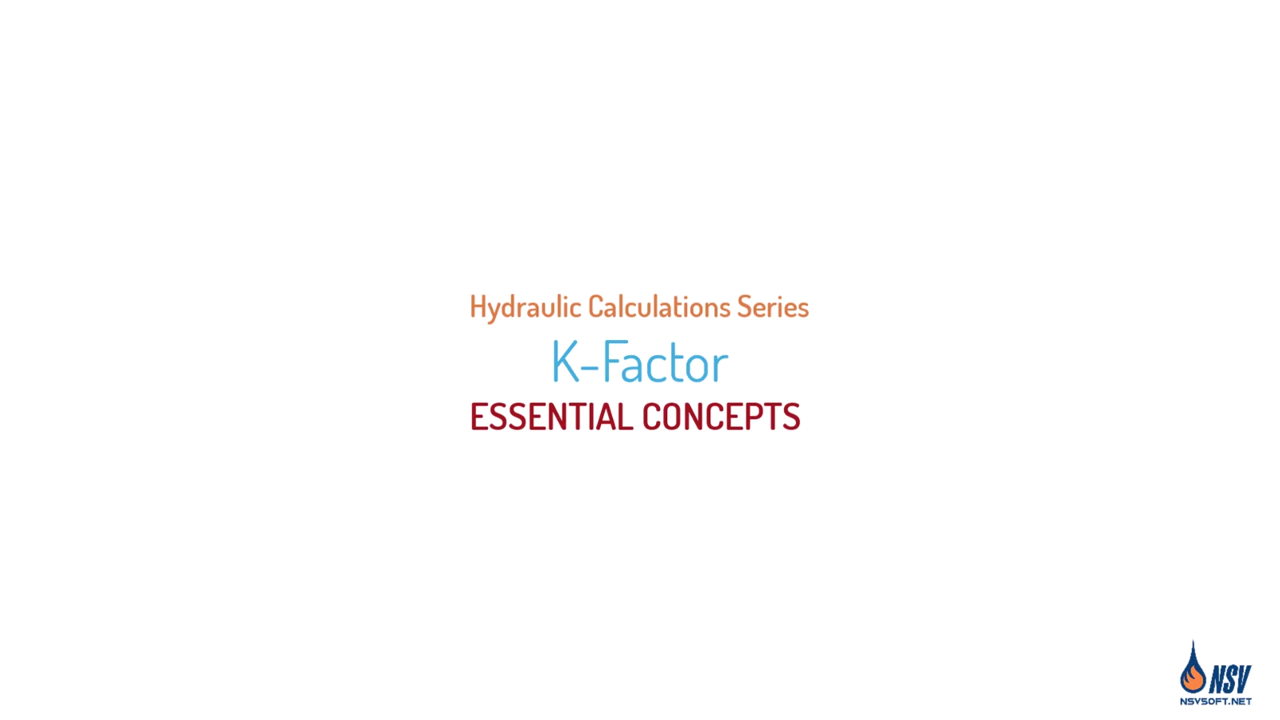 Hydraulic Calculations Series
K-Factor
ESSENTIAL CONCEPTS
NSV
NSVSOFT.NET